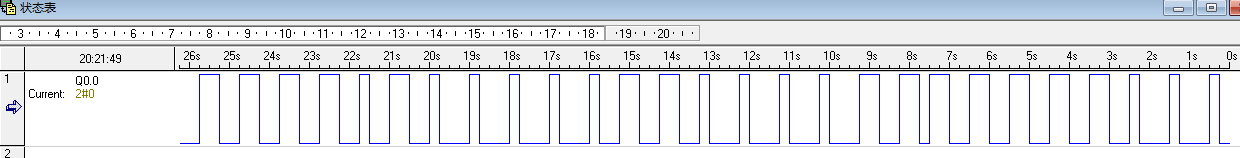 状态表
3 4 5 6 7 8 9 10 11 12 13 14 15 16 17 18 19 20
20:21:49 26s 25s 24s 23s 22s 21s 20s 19s 18s 17s 16s 15s 14s 13s 12s 11s 10s 9s 8s 7s 6s 5s 4s 3s 2s 1s 0s
1 Q0.0
Current: 2#0
2